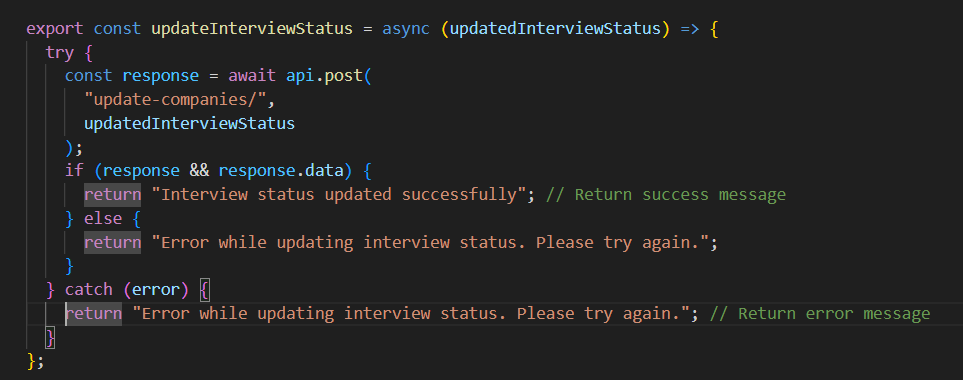 export const updateInterviewStatus = async (updatedInterviewStatus) => {
  try {
    const response = await api.post(
      "update-companies/",
      updatedInterviewStatus
    );
    if (response && response.data) {
      return "Interview status updated successfully"; // Return success message
    } else {
      return "Error while updating interview status. Please try again.";
    }
  } catch (error) {
    return "Error while updating interview status. Please try again."; // Return error message
  }
};